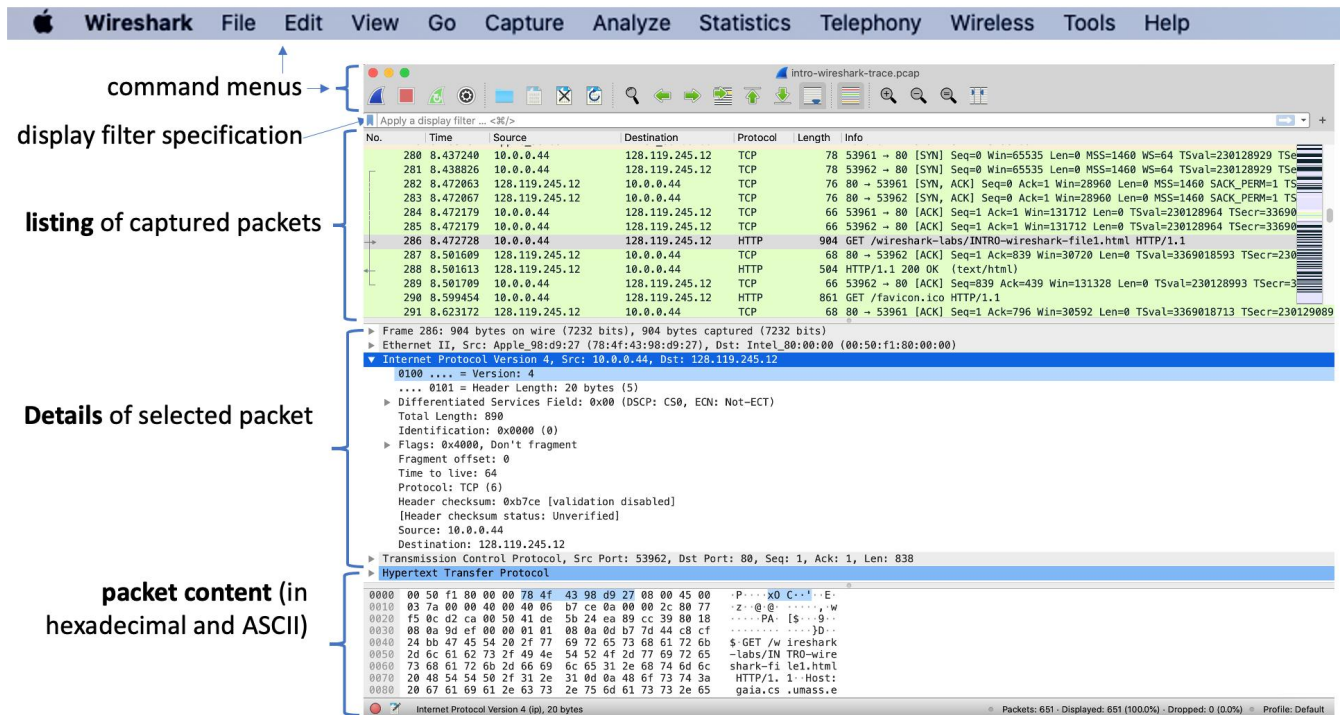 Wireshark File Edit View Go Capture Analyze Statistics Telephony Wireless Tools Help
command menus
intro-wireshark-trace.pcap
display filter specification
Apply a display filter ... <⌘/>
+
No. Time Source Destination Protocol Length Info
listing of captured packets
280 8.437240 10.0.0.44 128.119.245.12 TCP 78 53961 → 80 [SYN] Seq=0 Win=65535 Len=0 MSS=1460 WS=64 TSval=230128929 TSe
281 8.438826 10.0.0.44 128.119.245.12 TCP 78 53962 → 80 [SYN] Seq=0 Win=65535 Len=0 MSS=1460 WS=64 TSval=230128929 TSe
282 8.472063 128.119.245.12 10.0.0.44 TCP 76 80 → 53961 [SYN, ACK] Seq=0 Ack=1 Win=28960 Len=0 MSS=1460 SACK_PERM=1 TS
283 8.472067 128.119.245.12 10.0.0.44 TCP 76 80 → 53962 [SYN, ACK] Seq=0 Ack=1 Win=28960 Len=0 MSS=1460 SACK_PERM=1 TS
284 8.472179 10.0.0.44 128.119.245.12 TCP 66 53961 → 80 [ACK] Seq=1 Ack=1 Win=131712 Len=0 TSval=230128964 TSecr=33690
285 8.472179 10.0.0.44 128.119.245.12 TCP 66 53962 → 80 [ACK] Seq=1 Ack=1 Win=131712 Len=0 TSval=230128964 TSecr=33690
286 8.472728 10.0.0.44 128.119.245.12 HTTP 904 GET /wireshark-labs/INTRO-wireshark-file1.html HTTP/1.1
287 8.501609 128.119.245.12 10.0.0.44 TCP 68 80 → 53962 [ACK] Seq=1 Ack=839 Win=30720 Len=0 TSval=3369018593 TSecr=230
288 8.501613 128.119.245.12 10.0.0.44 HTTP 504 HTTP/1.1 200 OK (text/html)
289 8.501709 10.0.0.44 128.119.245.12 TCP 66 53962 → 80 [ACK] Seq=839 Ack=439 Win=131328 Len=0 TSval=230128993 TSecr=3
290 8.599454 10.0.0.44 128.119.245.12 HTTP 861 GET /favicon.ico HTTP/1.1
291 8.623172 128.119.245.12 10.0.0.44 TCP 68 80 → 53961 [ACK] Seq=1 Ack=796 Win=30592 Len=0 TSval=3369018713 TSecr=230129089
Details of selected packet
Frame 286: 904 bytes on wire (7232 bits), 904 bytes captured (7232 bits)
Ethernet II, Src: Apple_98:d9:27 (78:4f:43:98:d9:27), Dst: Intel_80:00:00 (00:50:f1:80:00:00)
Internet Protocol Version 4, Src: 10.0.0.44, Dst: 128.119.245.12
0100 .... = Version: 4
.... 0101 = Header Length: 20 bytes (5)
Differentiated Services Field: 0x00 (DSCP: CS0, ECN: Not-ECT)
Total Length: 890
Identification: 0x0000 (0)
Flags: 0x4000, Don't fragment
Fragment offset: 0
Time to live: 64
Protocol: TCP (6)
Header checksum: 0xb7ce [validation disabled]
[Header checksum status: Unverified]
Source: 10.0.0.44
Destination: 128.119.245.12
Transmission Control Protocol, Src Port: 53962, Dst Port: 80, Seq: 1, Ack: 1, Len: 838
Hypertext Transfer Protocol
packet content (in
hexadecimal and ASCII)
0000 00 50 f1 80 00 00 78 4f 43 98 d9 27 08 00 45 00 ·P····xO C··'··E·
0010 03 7a 00 00 40 00 40 06 b7 ce 0a 00 00 2c 80 77 ·z··@·@· ·····,·w
0020 f5 0c d2 ca 00 50 41 de 5b 24 ea 89 cc 39 80 18 ·····PA· [$···9··
0030 08 0a 9d ef 00 00 01 01 08 0a 0d b7 7d 44 c8 cf ········ ····}D··
0040 24 bb 47 45 54 20 2f 77 69 72 65 73 68 61 72 6b $·GET /w ireshark
0050 2d 6c 61 62 73 2f 49 4e 54 52 4f 2d 77 69 72 65 -labs/IN TRO-wire
0060 73 68 61 72 6b 2d 66 69 6c 65 31 2e 68 74 6d 6c shark-fi le1.html
0070 20 48 54 54 50 2f 31 2e 31 0d 0a 48 6f 73 74 3a HTTP/1. 1··Host:
0080 20 67 61 69 61 2e 63 73 2e 75 6d 61 73 73 2e 65 gaia.cs .umass.e
Internet Protocol Version 4 (ip), 20 bytes
Packets: 651 · Displayed: 651 (100.0%) · Dropped: 0 (0.0%)
Profile: Default